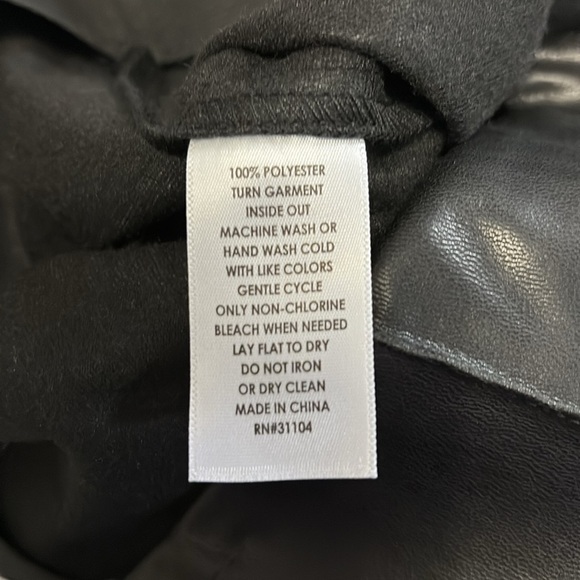 100% POLYESTER
TURN GARMENT
INSIDE OUT
MACHINE WASH OR
HAND WASH COLD
WITH LIKE COLORS
GENTLE CYCLE
ONLY NON-CHLORINE
BLEACH WHEN NEEDED
LAY FLAT TO DRY
DO NOT IRON
OR DRY CLEAN
MADE IN CHINA
RN#31104